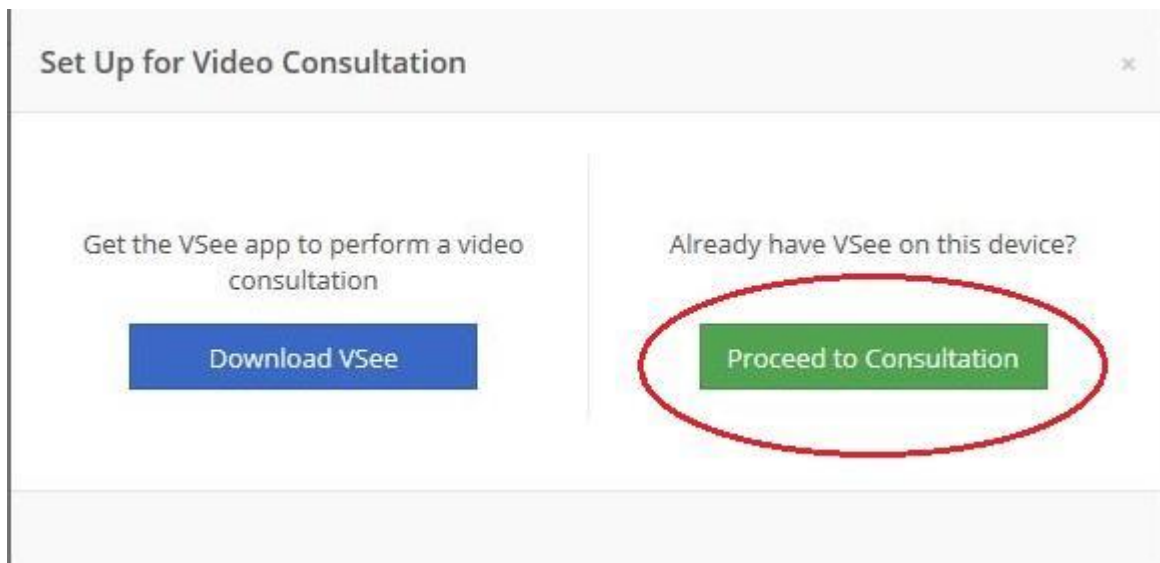 Set Up for Video Consultation
×
Get the VSee app to perform a video
consultation
Download VSee
Already have VSee on this device?
Proceed to Consultation